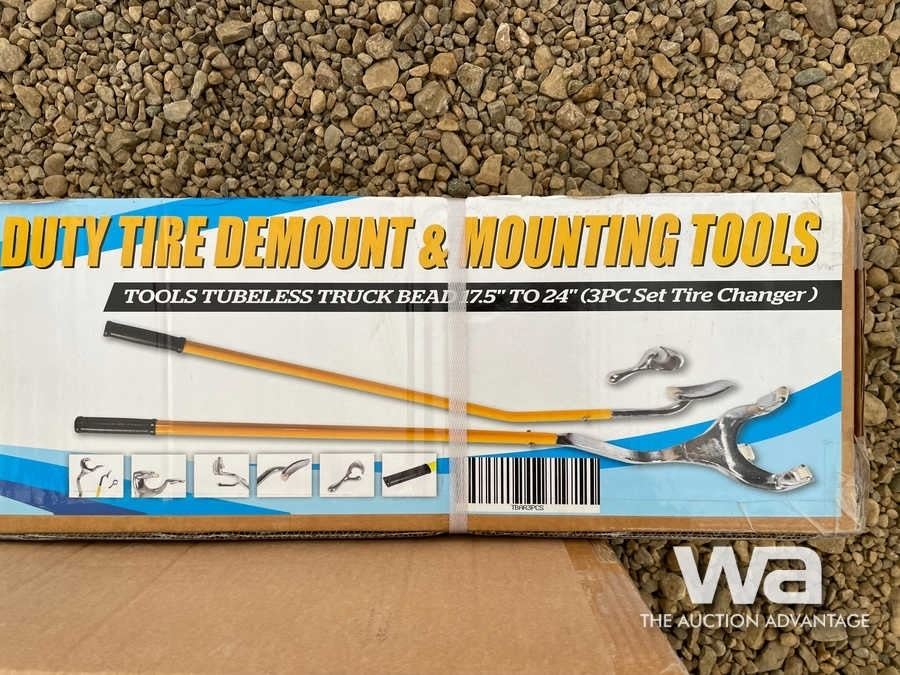 DUTY TIRE DEMOUNT & MOUNTING TOOLS
TOOLS TUBELESS TRUCK BEAD 17.5" TO 24" (3PC Set Tire Changer )
TBAR3PCS
wa
THE AUCTION ADVANTAGE